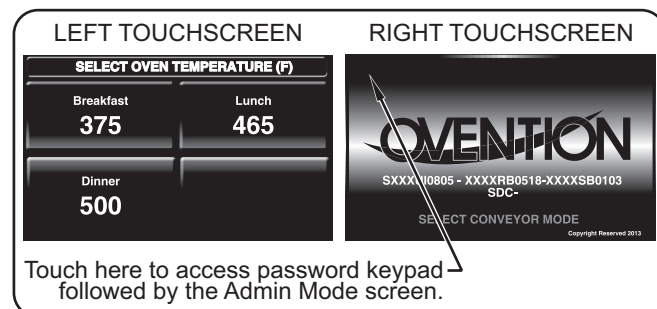 LEFT TOUCHSCREEN
RIGHT TOUCHSCREEN
SELECT OVEN TEMPERATURE (F)
Breakfast
375
Lunch
465
Dinner
500
OVENTION
SXXXUI0805 - XXXXRB0518-XXXXSB0103
SDC-
SELECT CONVEYOR MODE
Copyright Reserved 2013
Touch here to access password keypad
followed by the Admin Mode screen.